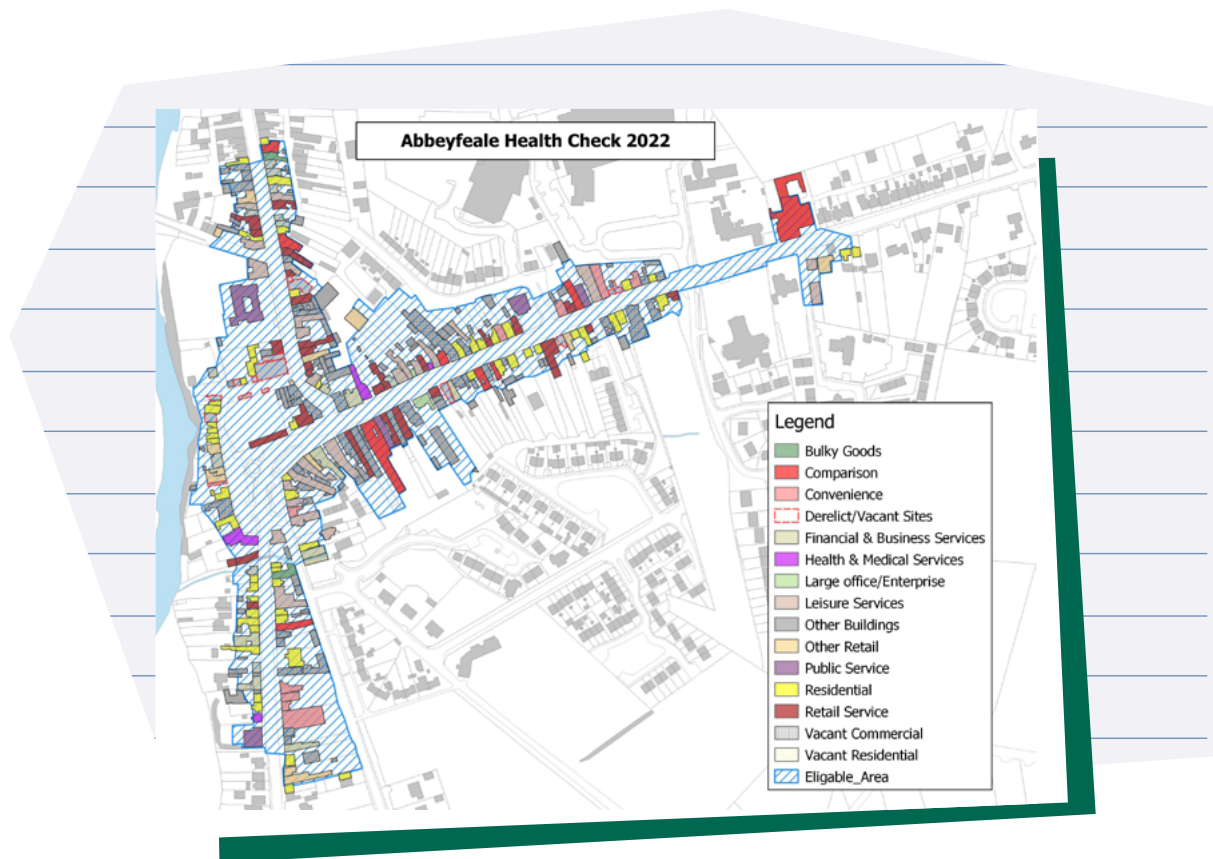 Abbeyfeale Health Check 2022
Legend
Bulky Goods
Comparison
Convenience
Derelict/Vacant Sites
Financial & Business Services
Health & Medical Services
Large office/Enterprise
Leisure Services
Other Buildings
Other Retail
Public Service
Residential
Retail Service
Vacant Commercial
Vacant Residential
Eligable_Area